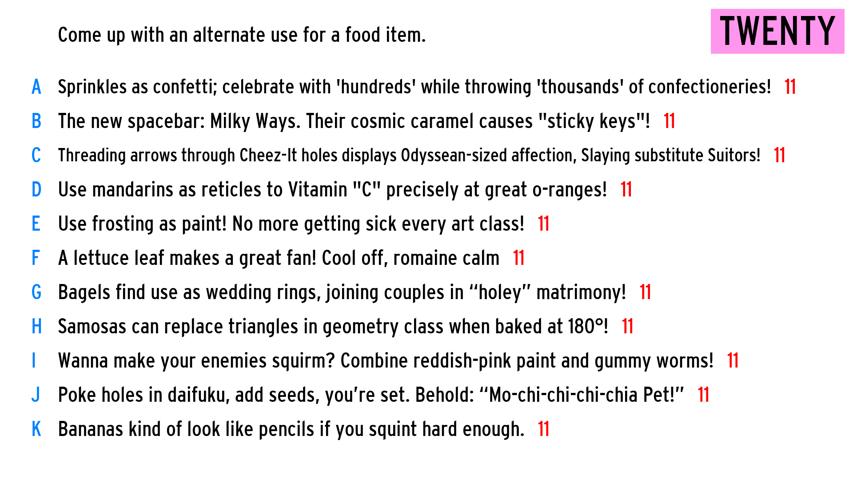 Come up with an alternate use for a food item.
TWENTY
A Sprinkles as confetti; celebrate with 'hundreds' while throwing 'thousands' of confectioneries! 11
B The new spacebar: Milky Ways. Their cosmic caramel causes "sticky keys"! 11
C Threading arrows through Cheez-It holes displays Odyssean-sized affection, Slaying substitute Suitors! 11
D Use mandarins as reticles to Vitamin "C" precisely at great o-ranges! 11
E Use frosting as paint! No more getting sick every art class! 11
F A lettuce leaf makes a great fan! Cool off, romaine calm 11
G Bagels find use as wedding rings, joining couples in “holey” matrimony! 11
H Samosas can replace triangles in geometry class when baked at 180°! 11
I Wanna make your enemies squirm? Combine reddish-pink paint and gummy worms! 11
J Poke holes in daifuku, add seeds, you’re set. Behold: “Mo-chi-chi-chi-chia Pet!” 11
K Bananas kind of look like pencils if you squint hard enough. 11